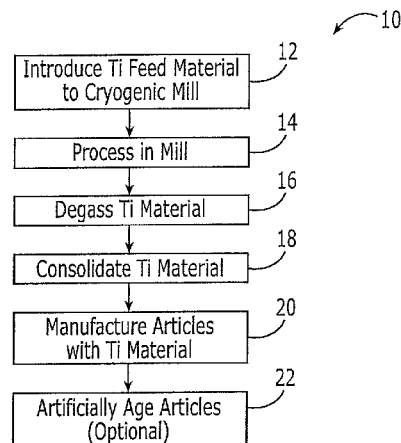 10
12
Introduce Ti Feed Material
to Cryogenic Mill
14
Process in Mill
16
Degass Ti Material
18
Consolidate Ti Material
20
Manufacture Articles
with Ti Material
22
Artificially Age Articles
(Optional)